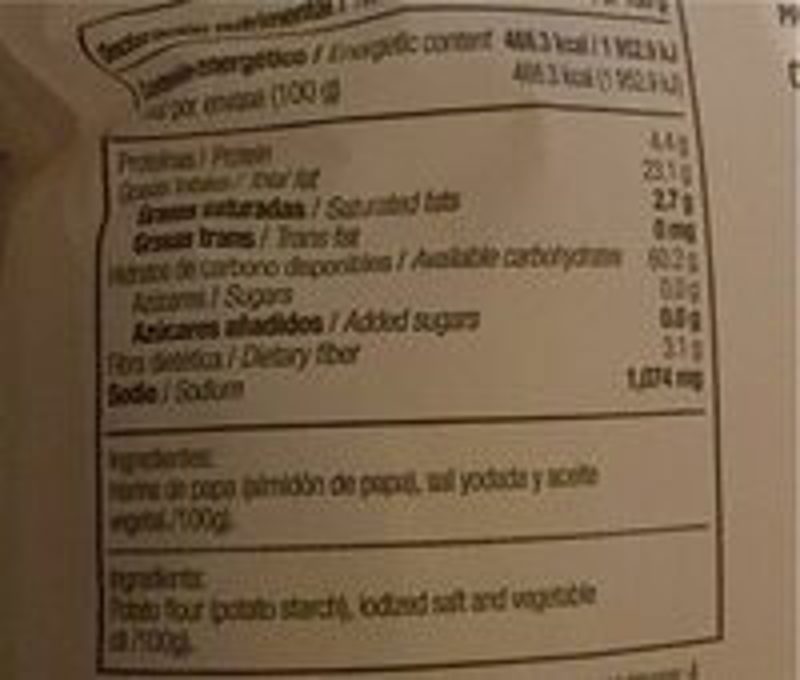 energético / Energetic content 466.3 kcal / 1 952.9 kJ
por envase (100 g) 466.3 kcal (1 952.9 kJ)
Proteínas / Protein 4.4 g
Grasas totales / Total fat 23.1 g
Grasas saturadas / Saturated fats 2.7 g
Grasas trans / Trans fat 0 mg
Hidratos de carbono disponibles / Available carbohydrates 60.2 g
Azúcares / Sugars 0.0 g
Azúcares añadidos / Added sugars 0.0 g
Fibra dietética / Dietary fiber 3.1 g
Sodio / Sodium 1,074 mg
Ingredientes:
Harina de papa (almidón de papa), sal yodada y aceite
vegetal./100g).
Ingredients:
Potato flour (potato starch), iodized salt and vegetable
oil /100g).